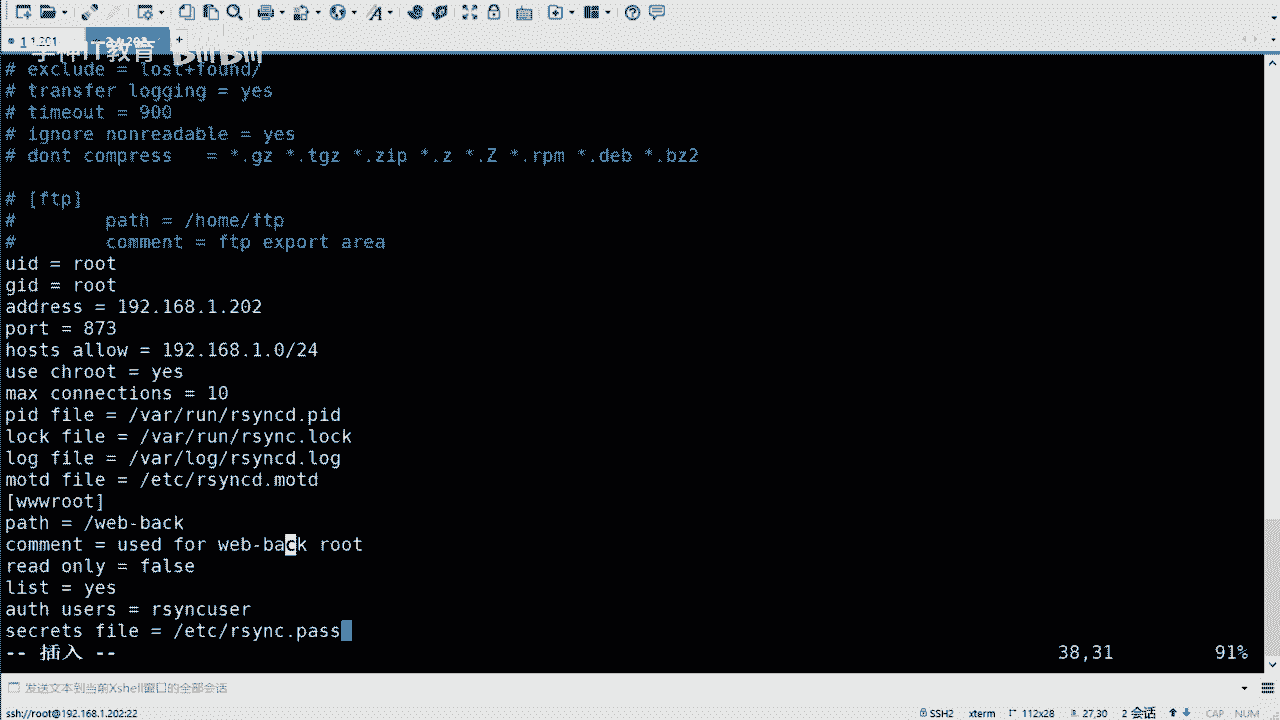 1 1.201
学神IT教育 bilibili
# exclude = lost+found/
# transfer logging = yes
# timeout = 900
# ignore nonreadable = yes
# dont compress   = *.gz *.tgz *.zip *.z *.Z *.rpm *.deb *.bz2
# [ftp]
#        path = /home/ftp
#        comment = ftp export area
uid = root
gid = root
address = 192.168.1.202
port = 873
hosts allow = 192.168.1.0/24
use chroot = yes
max connections = 10
pid file = /var/run/rsyncd.pid
lock file = /var/run/rsync.lock
log file = /var/log/rsyncd.log
motd file = /etc/rsyncd.motd
[wwwroot]
path = /web-back
comment = used for web-back root
read only = false
list = yes
auth users = rsyncuser
secrets file = /etc/rsync.pass
-- 插入 -- 38,31 91%
发送文本到当前Xshell窗口的全部会话
ssh://root@192.168.1.202:22 SSH2 xterm 112x28 27,30 2 会话 CAP NUM